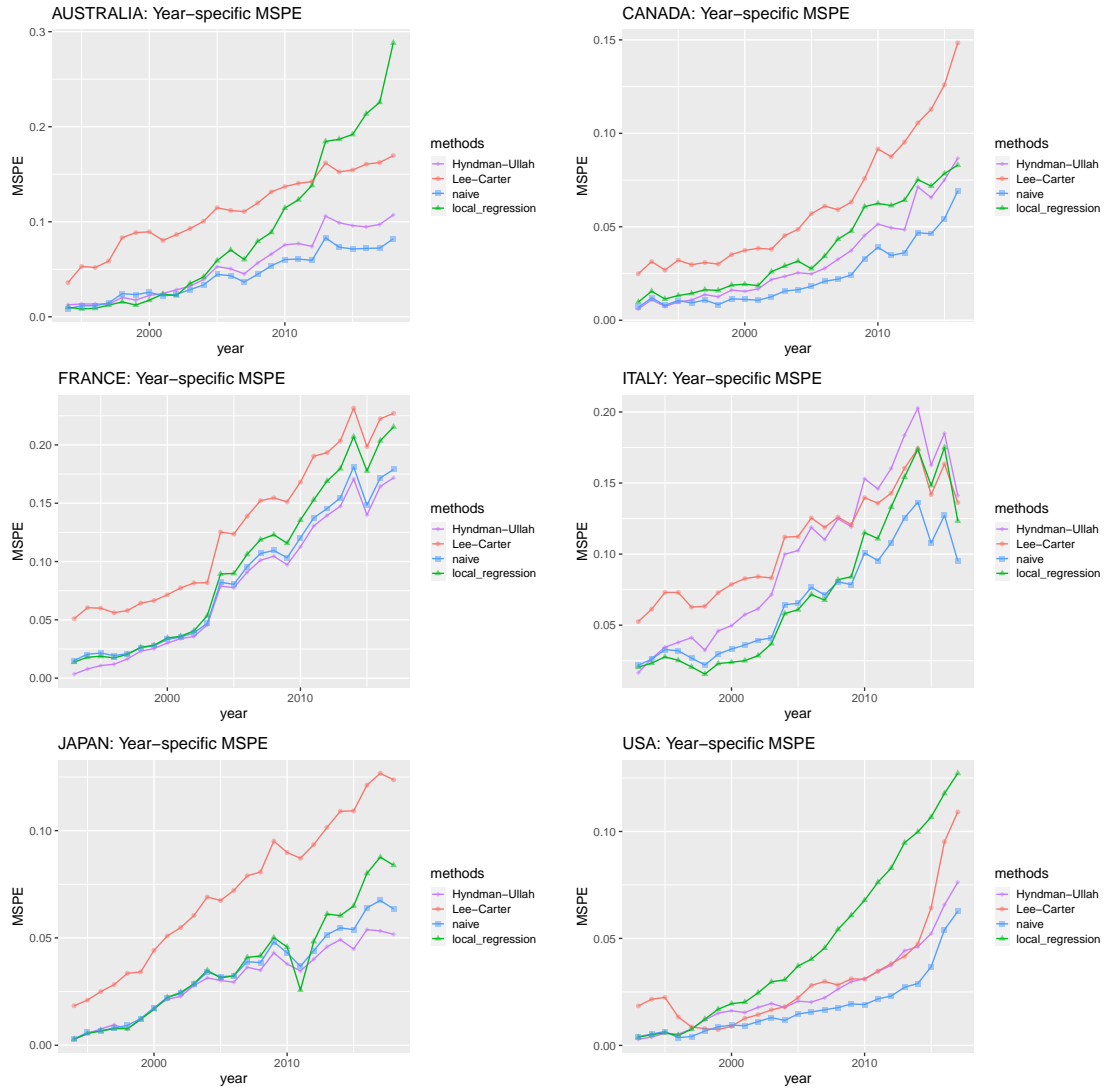 AUSTRALIA: Year−specific MSPE
0.3
0.2
0.1
0.0
MSPE
2000
2010
year
methods
Hyndman−Ullah
Lee−Carter
naive
local_regression
CANADA: Year−specific MSPE
0.15
0.10
0.05
0.00
MSPE
2000
2010
year
methods
Hyndman−Ullah
Lee−Carter
naive
local_regression
FRANCE: Year−specific MSPE
0.20
0.15
0.10
0.05
0.00
MSPE
2000
2010
year
methods
Hyndman−Ullah
Lee−Carter
naive
local_regression
ITALY: Year−specific MSPE
0.20
0.15
0.10
0.05
MSPE
2000
2010
year
methods
Hyndman−Ullah
Lee−Carter
naive
local_regression
JAPAN: Year−specific MSPE
0.10
0.05
0.00
MSPE
2000
2010
year
methods
Hyndman−Ullah
Lee−Carter
naive
local_regression
USA: Year−specific MSPE
0.10
0.05
0.00
MSPE
2000
2010
year
methods
Hyndman−Ullah
Lee−Carter
naive
local_regression